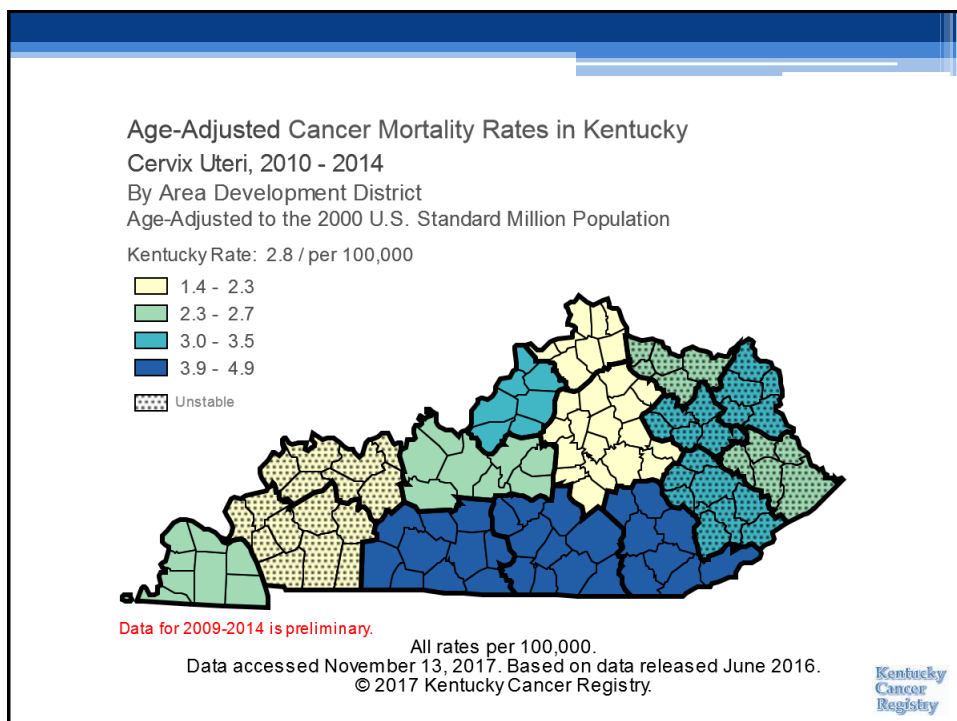 Age-Adjusted Cancer Mortality Rates in Kentucky
Cervix Uteri, 2010 - 2014
By Area Development District
Age-Adjusted to the 2000 U.S. Standard Million Population
Kentucky Rate: 2.8 / per 100,000
1.4 - 2.3
2.3 - 2.7
3.0 - 3.5
3.9 - 4.9
Unstable
Data for 2009-2014 is preliminary.
All rates per 100,000.
Data accessed November 13, 2017. Based on data released June 2016.
© 2017 Kentucky Cancer Registry.
Kentucky
Cancer
Registry